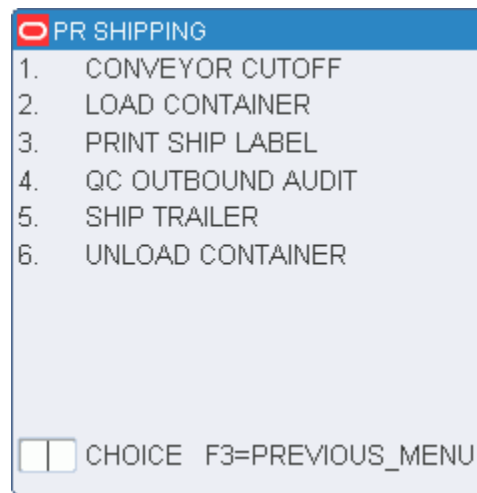 PR SHIPPING
1. CONVEYOR CUTOFF
2. LOAD CONTAINER
3. PRINT SHIP LABEL
4. QC OUTBOUND AUDIT
5. SHIP TRAILER
6. UNLOAD CONTAINER
CHOICE F3=PREVIOUS_MENU